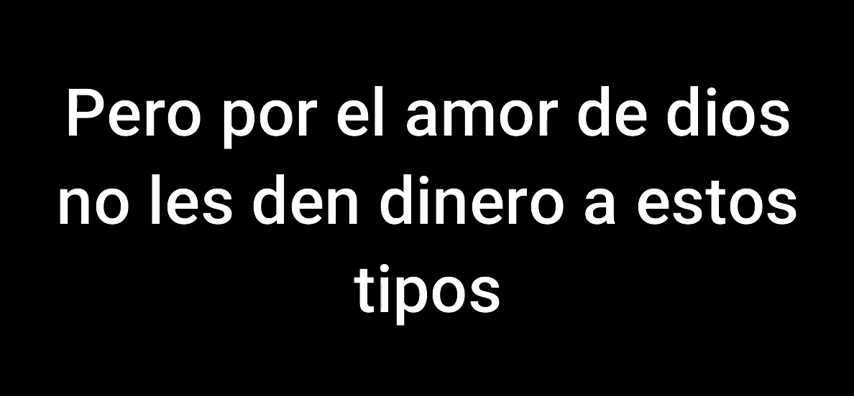 Pero por el amor de dios
no les den dinero a estos
tipos